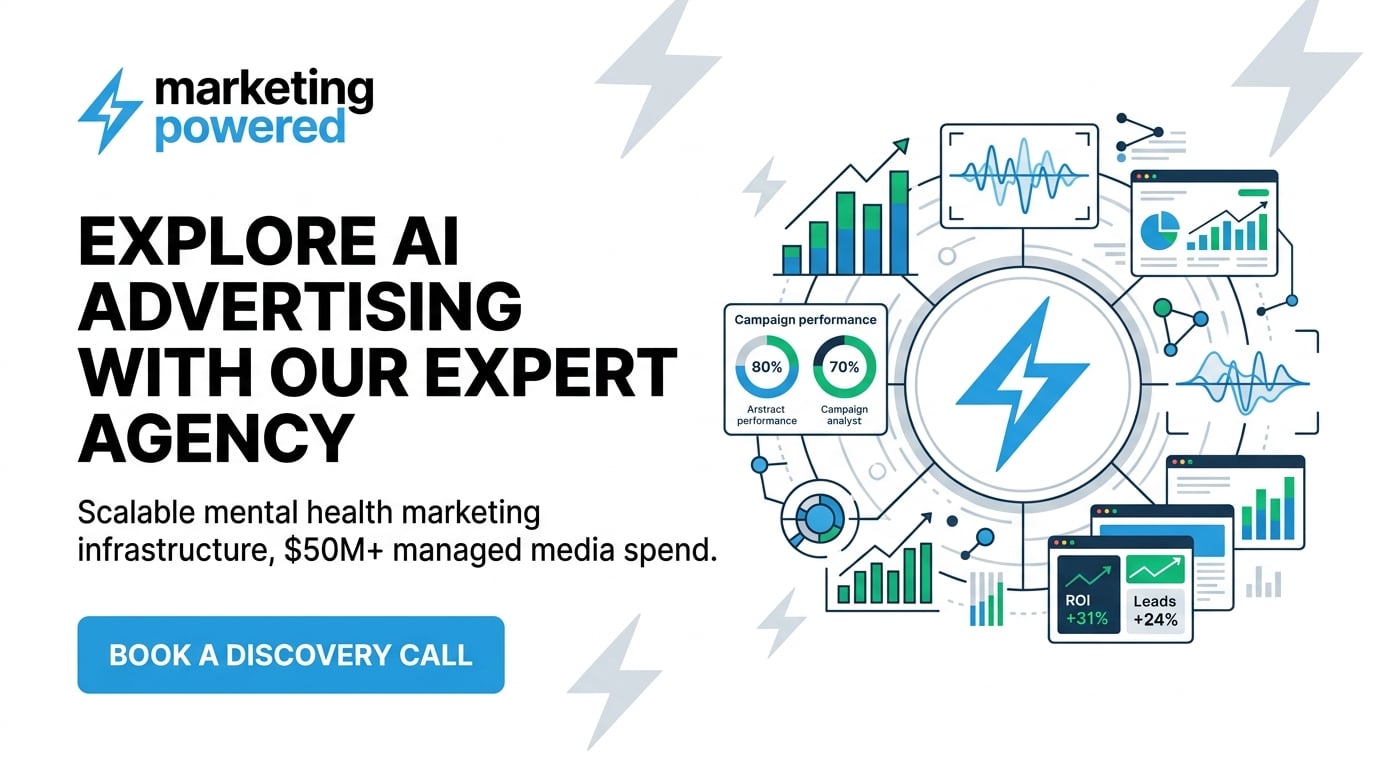 marketing
powered
EXPLORE AI
ADVERTISING
WITH OUR EXPERT
AGENCY
Scalable mental health marketing
infrastructure, $50M+ managed media spend.
BOOK A DISCOVERY CALL
Campaign performance
80%
70%
Arstract
performance
Campaign
analyst
ROI
+31%
Leads
+24%